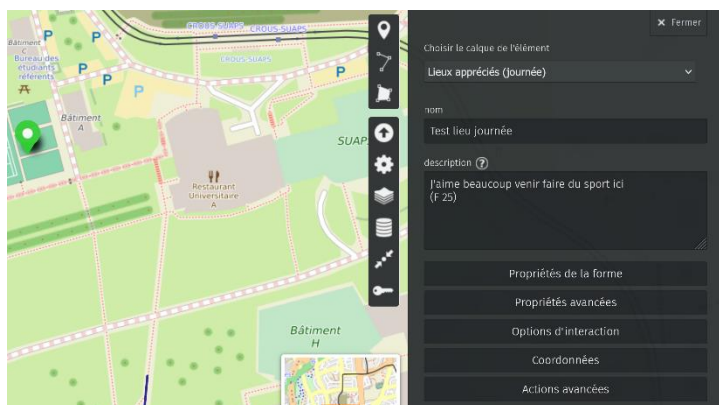 CROUS-SUAPS
CROUS-SUAPS
CROUS-SUAPS
Bâtiment
C
Bureau des
étudiants
référents
P
P
P
P
P
P
Bâtiment
A
SUAPS
Restaurant
Universitaire
A
Bâtiment
H
× Fermer
Choisir le calque de l'élément
Lieux appréciés (journée)
nom
Test lieu journée
description ?
J'aime beaucoup venir faire du sport ici
(F 25)
Propriétés de la forme
Propriétés avancées
Options d'interaction
Coordonnées
Actions avancées